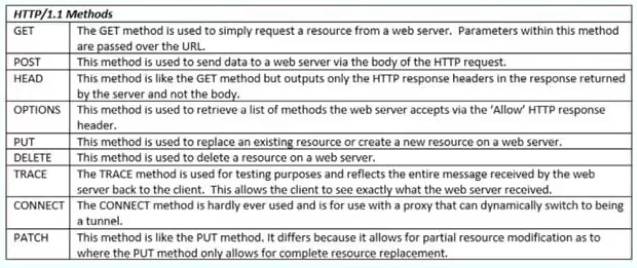 HTTP/1.1 Methods
GET The GET method is used to simply request a resource from a web server. Parameters within this method
are passed over the URL.
POST This method is used to send data to a web server via the body of the HTTP request.
HEAD This method is like the GET method but outputs only the HTTP response headers in the response returned
by the server and not the body.
OPTIONS This method is used to retrieve a list of methods the web server accepts via the 'Allow' HTTP response
header.
PUT This method is used to replace an existing resource or create a new resource on a web server.
DELETE This method is used to delete a resource on a web server.
TRACE The TRACE method is used for testing purposes and reflects the entire message received by the web
server back to the client. This allows the client to see exactly what the web server received.
CONNECT The CONNECT method is hardly ever used and is for use with a proxy that can dynamically switch to being
a tunnel.
PATCH This method is like the PUT method. It differs because it allows for partial resource modification as to
where the PUT method only allows for complete resource replacement.